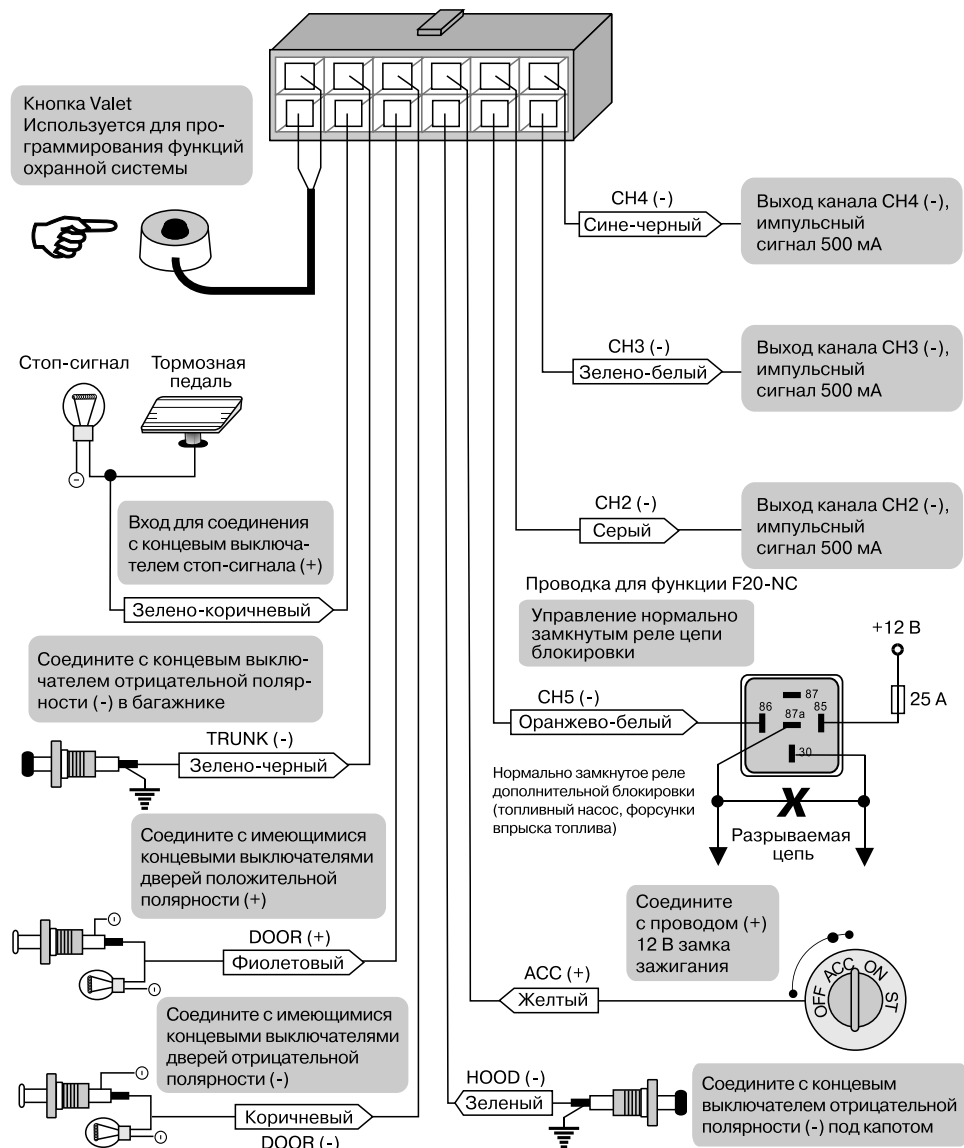 Кнопка Valet
Используется для про-
граммирования функций
охранной системы
CH4 (-)
Сине-черный
Выход канала CH4 (-),
импульсный
сигнал 500 мА
Стоп-сигнал
Тормозная
педаль
CH3 (-)
Зелено-белый
Выход канала CH3 (-),
импульсный
сигнал 500 мА
Вход для соединения
с концевым выключа-
телем стоп-сигнала (+)
Зелено-коричневый
CH2 (-)
Серый
Выход канала CH2 (-),
импульсный
сигнал 500 мА
Проводка для функции F20-NC
Управление нормально
замкнутым реле цепи
блокировки
+12 В
25 А
87
86
87a
85
30
CH5 (-)
Оранжево-белый
Соедините с концевым выклю-
чателем отрицательной поляр-
ности (-) в багажнике
TRUNK (-)
Зелено-черный
Нормально замкнутое реле
дополнительной блокировки
(топливный насос, форсунки
впрыска топлива)
X
Разрываемая
цепь
Соедините с имеющимися
концевыми выключателями
дверей положительной
полярности (+)
DOOR (+)
Фиолетовый
Соедините
с проводом (+)
12 В замка
зажигания
ACC (+)
Желтый
OFF ACC ON ST
Соедините с имеющимися
концевыми выключателями
дверей отрицательной
полярности (-)
Коричневый
DOOR (-)
HOOD (-)
Зеленый
Соедините с концевым
выключателем отрицательной
полярности (-) под капотом